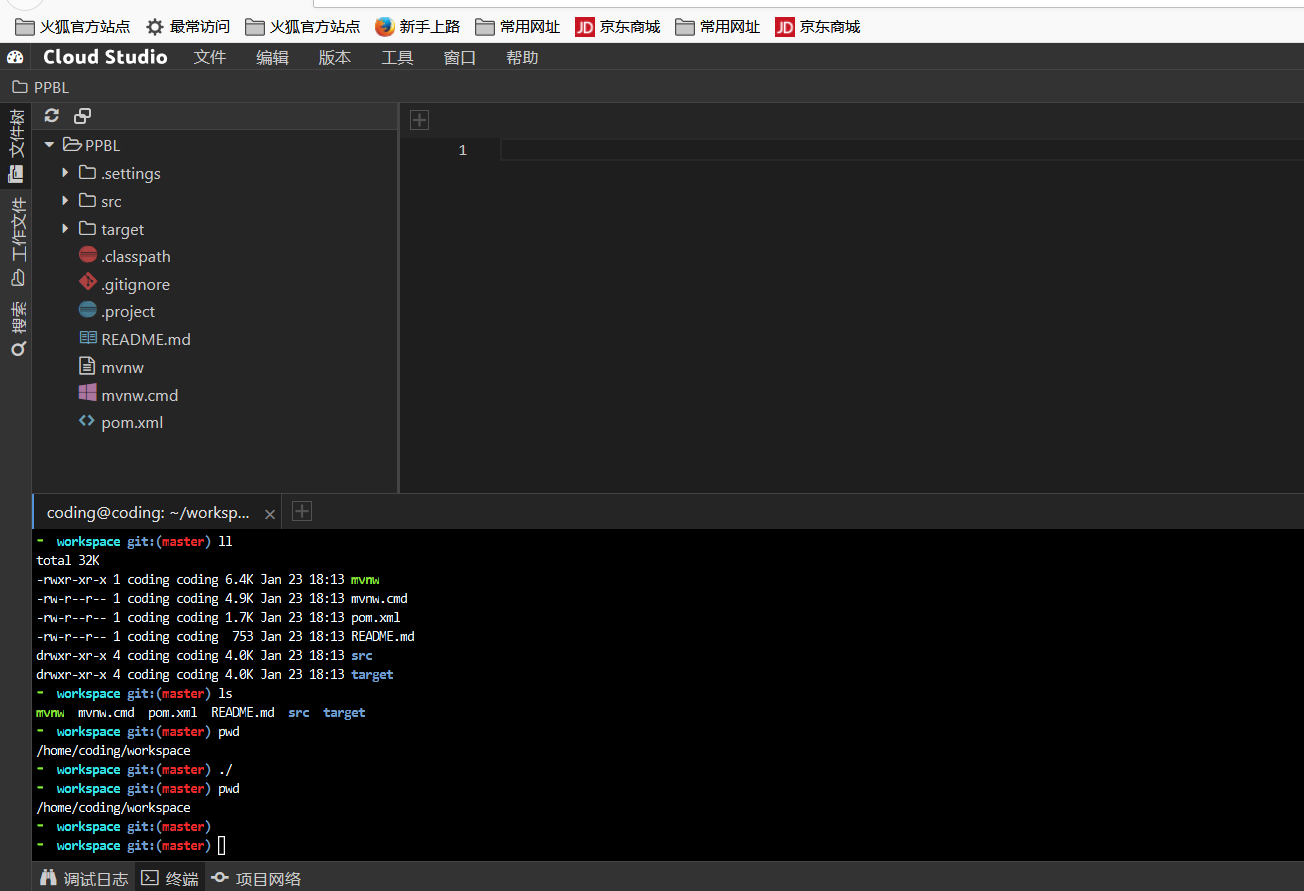 火狐官方站点 最常访问 火狐官方站点 新手上路 常用网址 JD 京东商城 常用网址 JD 京东商城
Cloud Studio 文件 编辑 版本 工具 窗口 帮助
PPBL
文件树
工作文件
搜索
PPBL
.settings
src
target
.classpath
.gitignore
.project
README.md
mvnw
mvnw.cmd
pom.xml
1
coding@coding: ~/worksp... ×
- workspace git:(master) ll
total 32K
-rwxr-xr-x 1 coding coding 6.4K Jan 23 18:13 mvnw
-rw-r--r-- 1 coding coding 4.9K Jan 23 18:13 mvnw.cmd
-rw-r--r-- 1 coding coding 1.7K Jan 23 18:13 pom.xml
-rw-r--r-- 1 coding coding  753 Jan 23 18:13 README.md
drwxr-xr-x 4 coding coding 4.0K Jan 23 18:13 src
drwxr-xr-x 4 coding coding 4.0K Jan 23 18:13 target
- workspace git:(master) ls
mvnw  mvnw.cmd  pom.xml  README.md  src  target
- workspace git:(master) pwd
/home/coding/workspace
- workspace git:(master) ./
- workspace git:(master) pwd
/home/coding/workspace
- workspace git:(master)
- workspace git:(master)
调试日志 终端 项目网络